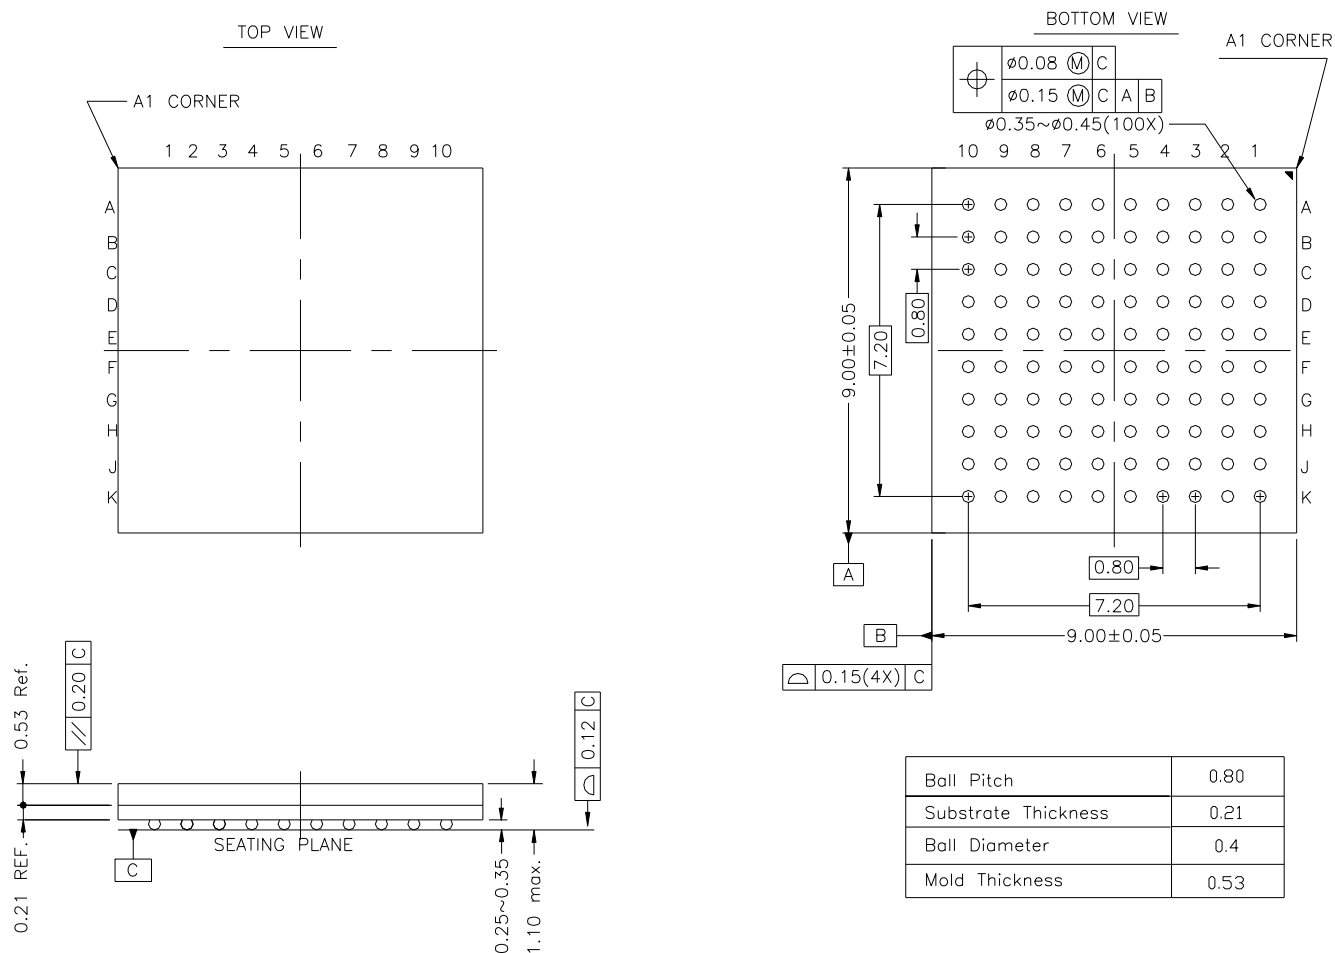 TOP VIEW
A1 CORNER
1 2 3 4 5 6 7 8 9 10
A
B
C
D
E
F
G
H
J
K
BOTTOM VIEW
A1 CORNER
⌀0.08 Ⓜ C
⌀0.15 Ⓜ C A B
⌀0.35~⌀0.45(100X)
10 9 8 7 6 5 4 3 2 1
A
B
C
D
E
F
G
H
J
K
9.00±0.05
7.20
0.80
A
0.80
7.20
B
9.00±0.05
0.15(4X) C
0.53 Ref.
0.21 REF.
// 0.20 C
0.12 C
SEATING PLANE
C
0.25~0.35
1.10 max.
Ball Pitch 0.80
Substrate Thickness 0.21
Ball Diameter 0.4
Mold Thickness 0.53